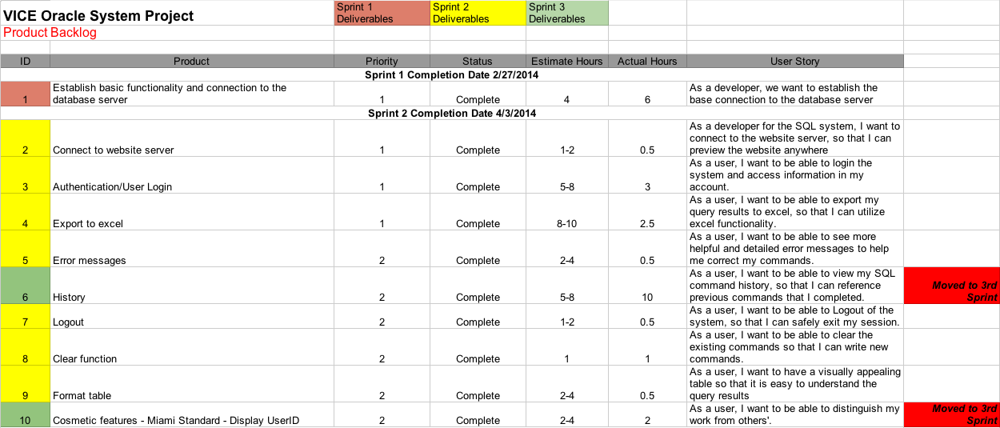 VICE Oracle System Project
Sprint 1 Deliverables
Sprint 2 Deliverables
Sprint 3 Deliverables
Product Backlog
ID Product Priority Status Estimate Hours Actual Hours User Story
Sprint 1 Completion Date 2/27/2014
1 Establish basic functionality and connection to the database server 1 Complete 4 6 As a developer, we want to establish the base connection to the database server
Sprint 2 Completion Date 4/3/2014
2 Connect to website server 1 Complete 1-2 0.5 As a developer for the SQL system, I want to connect to the website server, so that I can preview the website anywhere
3 Authentication/User Login 1 Complete 5-8 3 As a user, I want to be able to login the system and access information in my account.
4 Export to excel 1 Complete 8-10 2.5 As a user, I want to be able to export my query results to excel, so that I can utilize excel functionality.
5 Error messages 2 Complete 2-4 0.5 As a user, I want to be able to see more helpful and detailed error messages to help me correct my commands.
6 History 2 Complete 5-8 10 As a user, I want to be able to view my SQL command history, so that I can reference previous commands that I completed. Moved to 3rd Sprint
7 Logout 2 Complete 1-2 0.5 As a user, I want to be able to Logout of the system, so that I can safely exit my session.
8 Clear function 2 Complete 1 1 As a user, I want to be able to clear the existing commands so that I can write new commands.
9 Format table 2 Complete 2-4 0.5 As a user, I want to have a visually appealing table so that it is easy to understand the query results
10 Cosmetic features - Miami Standard - Display UserID 2 Complete 2-4 2 As a user, I want to be able to distinguish my work from others'. Moved to 3rd Sprint